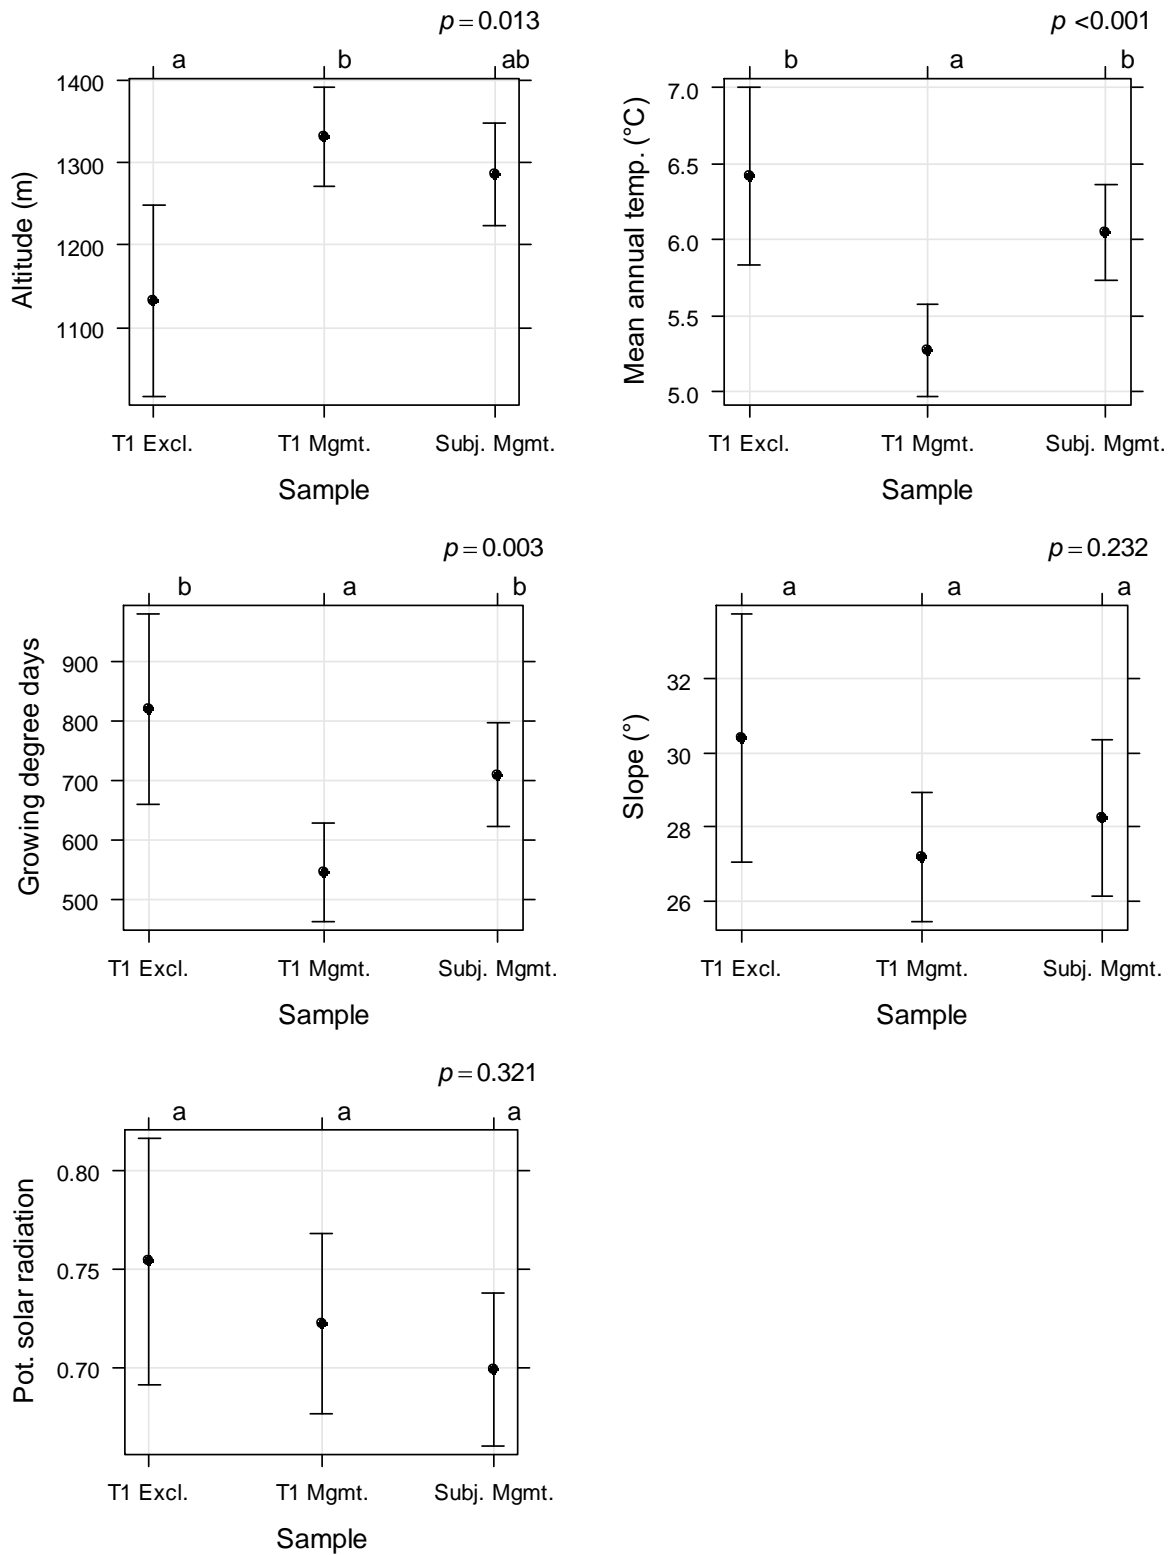 p = 0.013
a b ab
1400
1300
1200
1100
Altitude (m)
T1 Excl. T1 Mgmt. Subj. Mgmt.
Sample
p <0.001
b a b
7.0
6.5
6.0
5.5
5.0
Mean annual temp. (°C)
T1 Excl. T1 Mgmt. Subj. Mgmt.
Sample
p = 0.003
b a b
900
800
700
600
500
Growing degree days
T1 Excl. T1 Mgmt. Subj. Mgmt.
Sample
p = 0.232
a a a
32
30
28
26
Slope (°)
T1 Excl. T1 Mgmt. Subj. Mgmt.
Sample
p = 0.321
a a a
0.80
0.75
0.70
Pot. solar radiation
T1 Excl. T1 Mgmt. Subj. Mgmt.
Sample